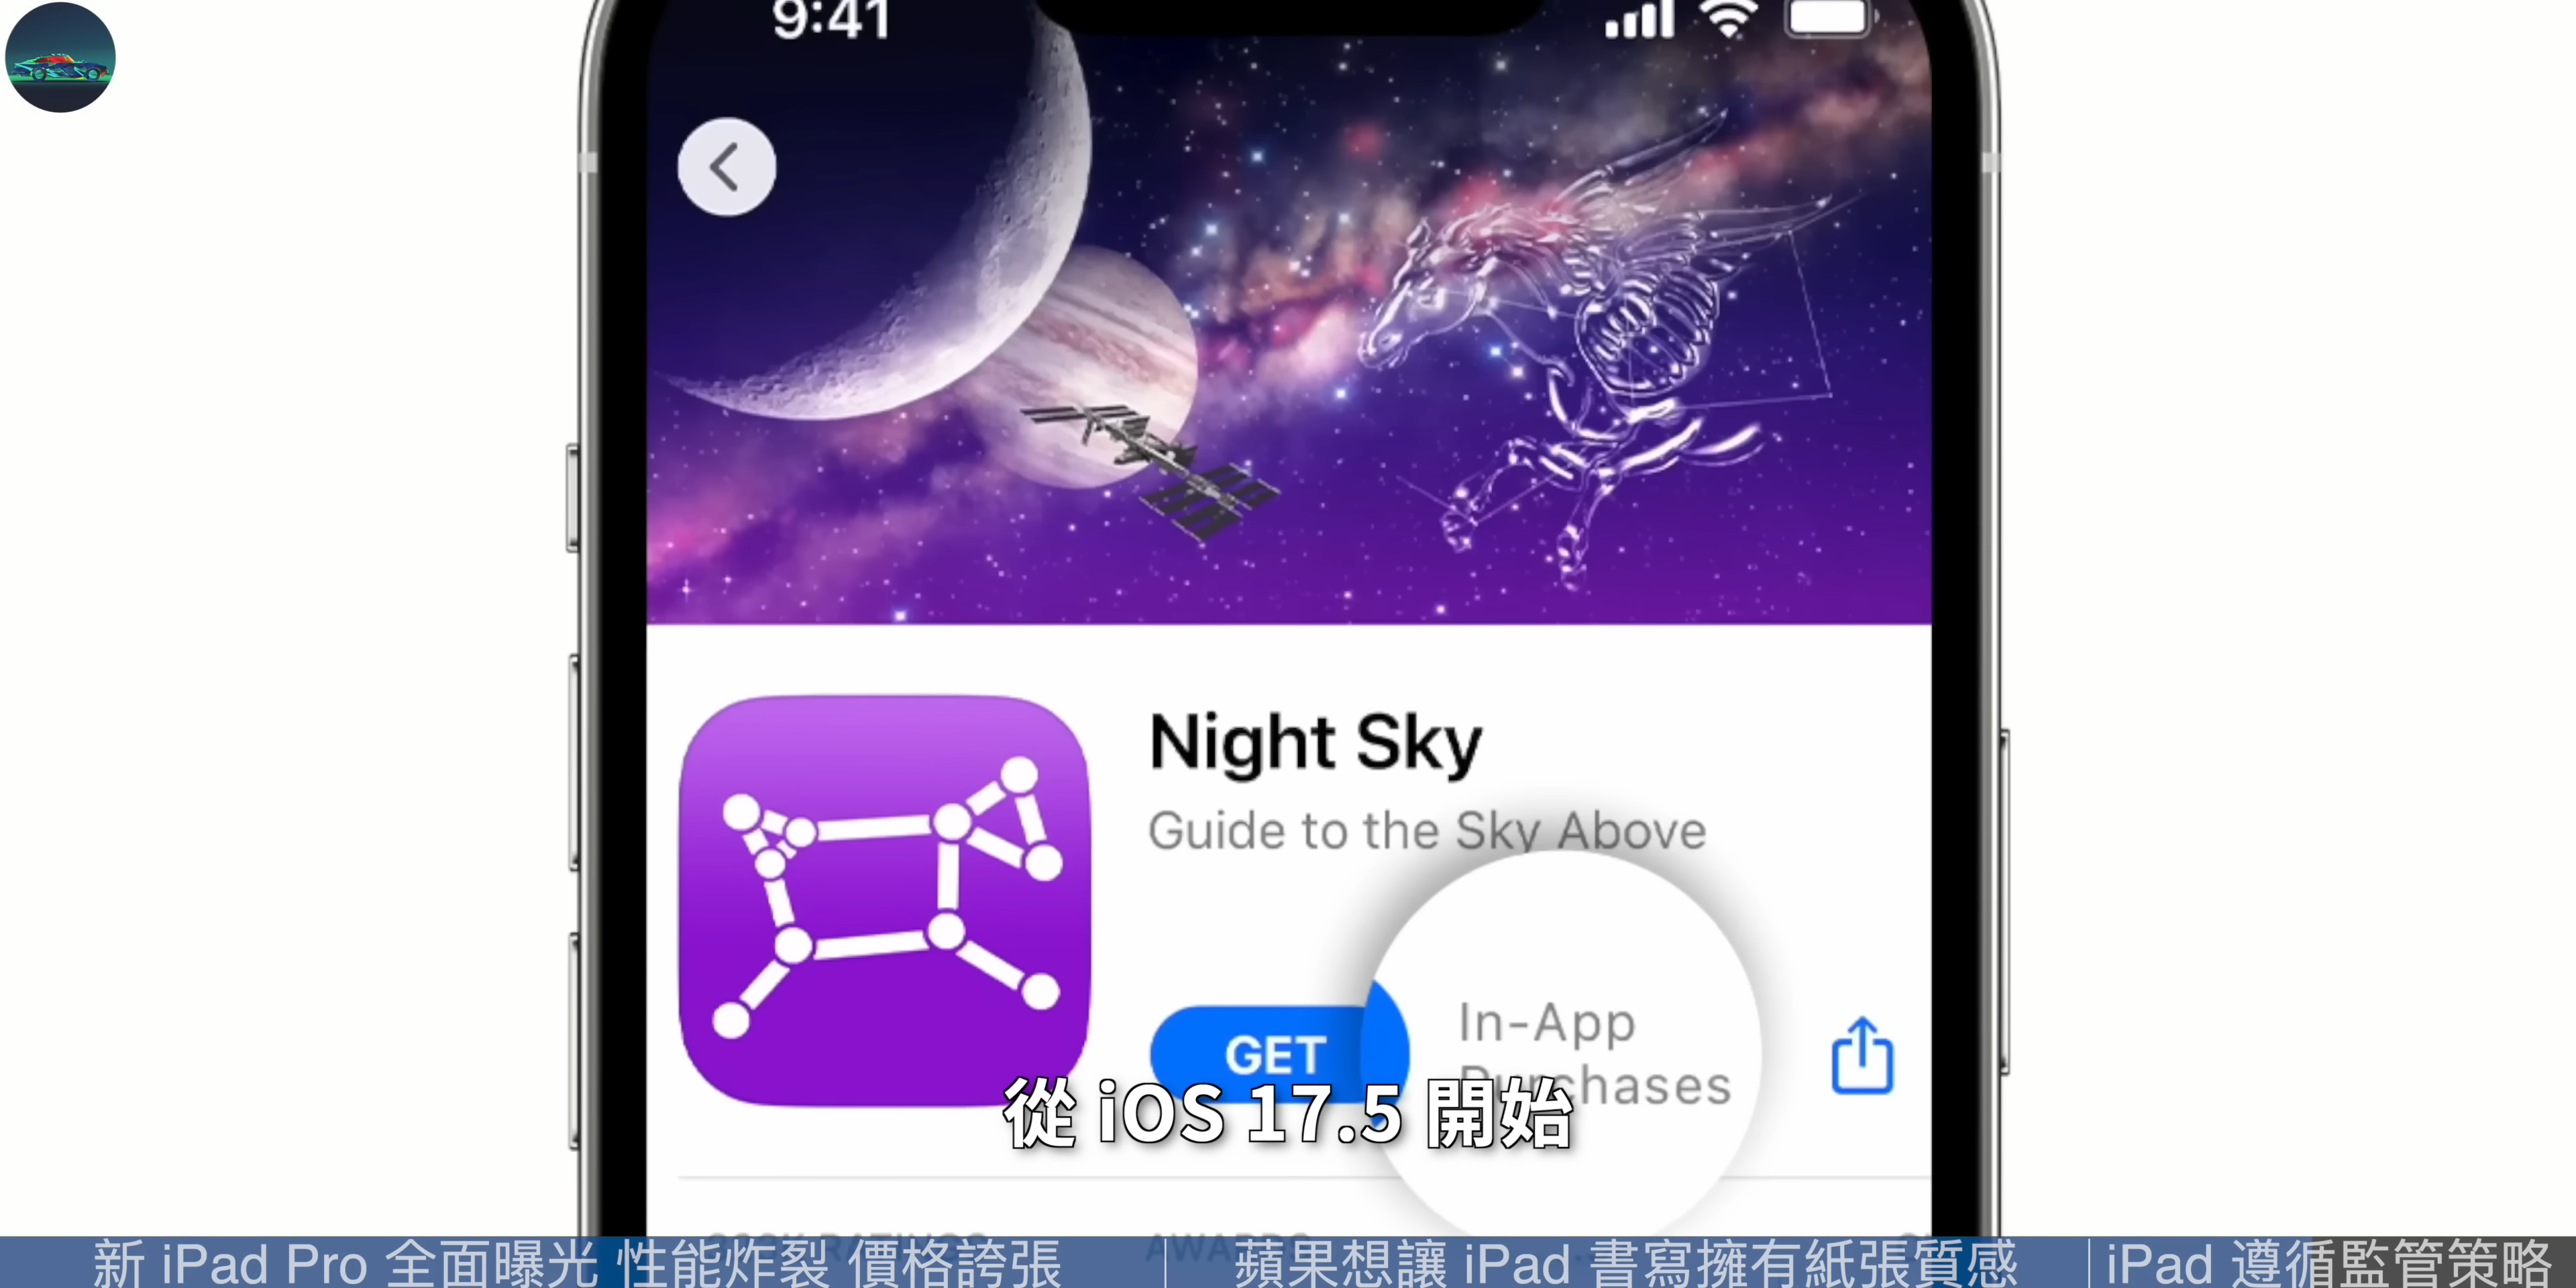 9:41
Night Sky
Guide to the Sky Above
GET
In-App
Purchases
從 iOS 17.5 開始
新 iPad Pro 全面曝光 性能炸裂 價格誇張
蘋果想讓 iPad 書寫擁有紙張質感
iPad 遵循監管策略